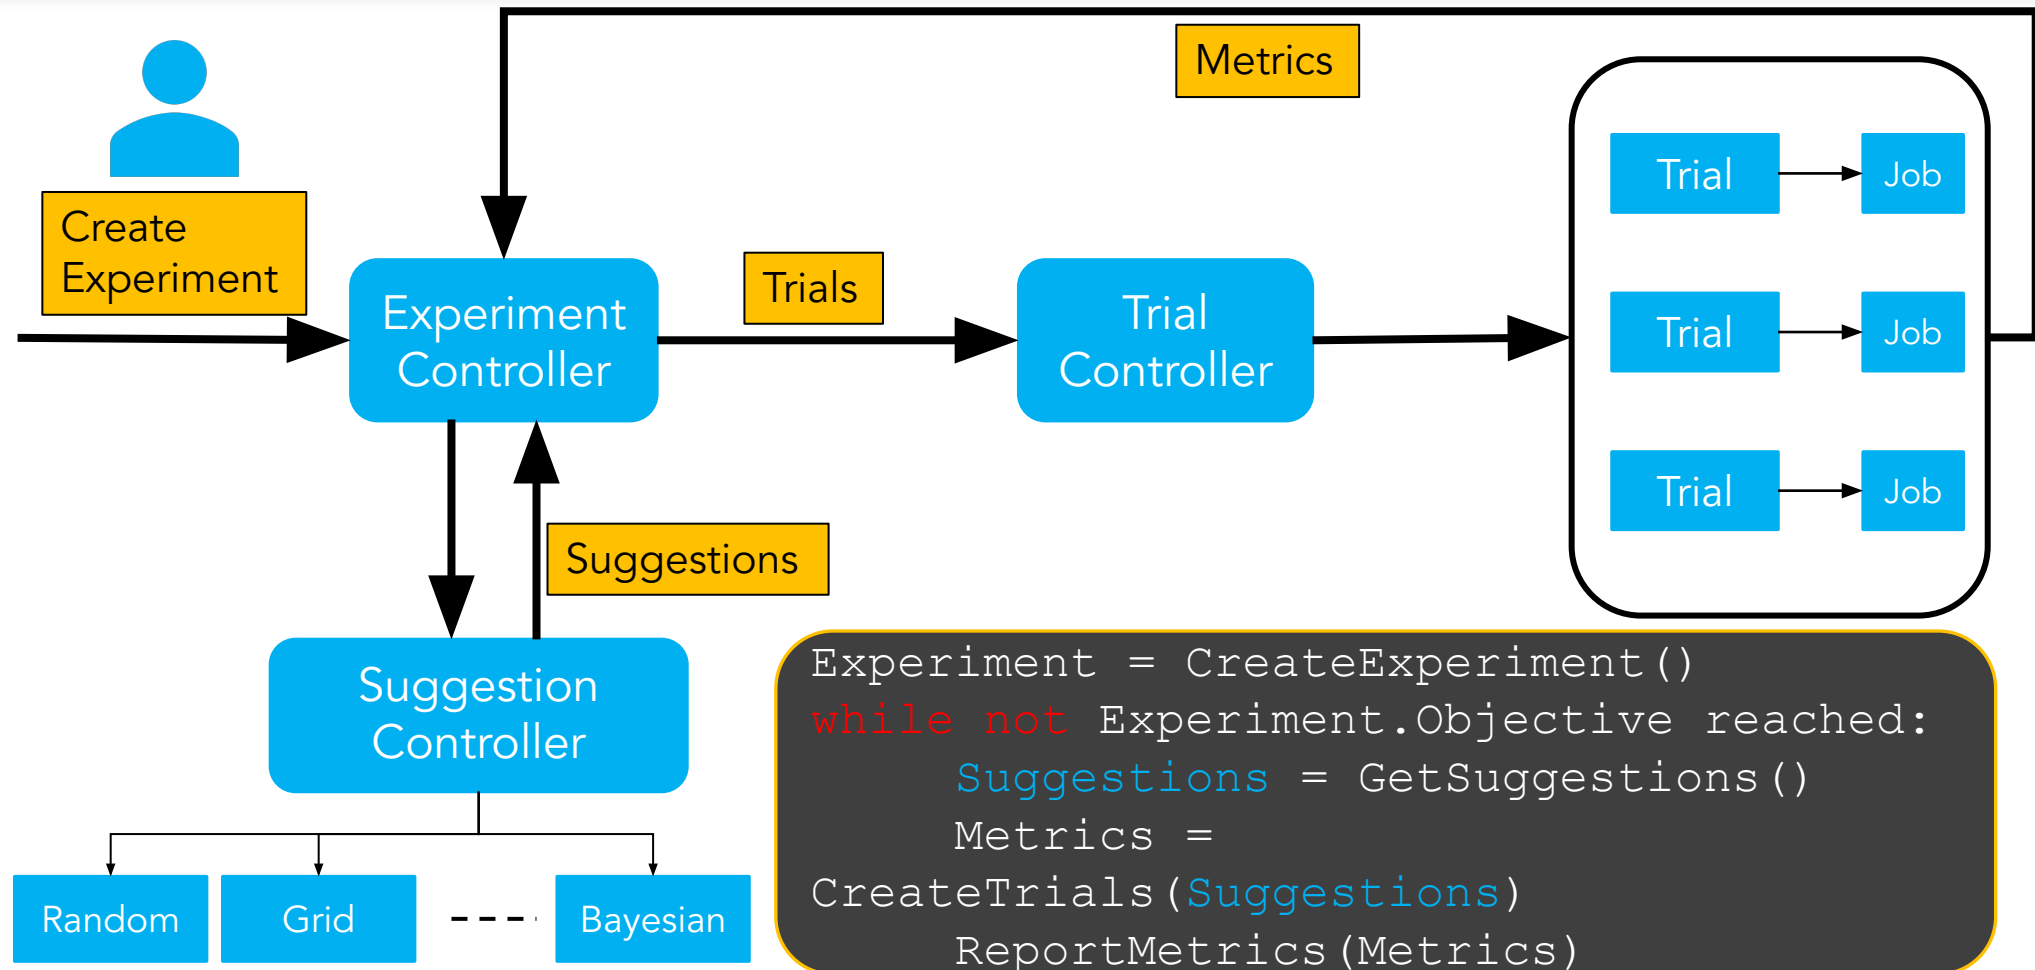 Metrics
Create
Experiment
Trial
Job
Experiment
Controller
Trials
Trial
Controller
Trial
Job
Trial
Job
Suggestions
Suggestion
Controller
Random
Grid
Bayesian
Experiment = CreateExperiment()
while not Experiment.Objective reached:
Suggestions = GetSuggestions()
Metrics =
CreateTrials(Suggestions)
ReportMetrics(Metrics)